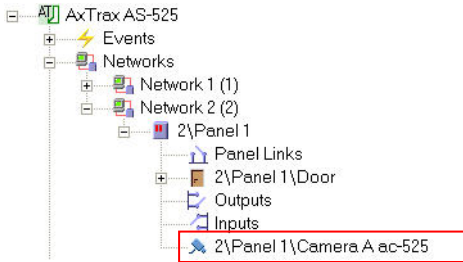 AxTrax AS-525
Events
Networks
Network 1 (1)
Network 2 (2)
2\Panel 1
Panel Links
2\Panel 1\Door
Outputs
Inputs
2\Panel 1\Camera A ac-525